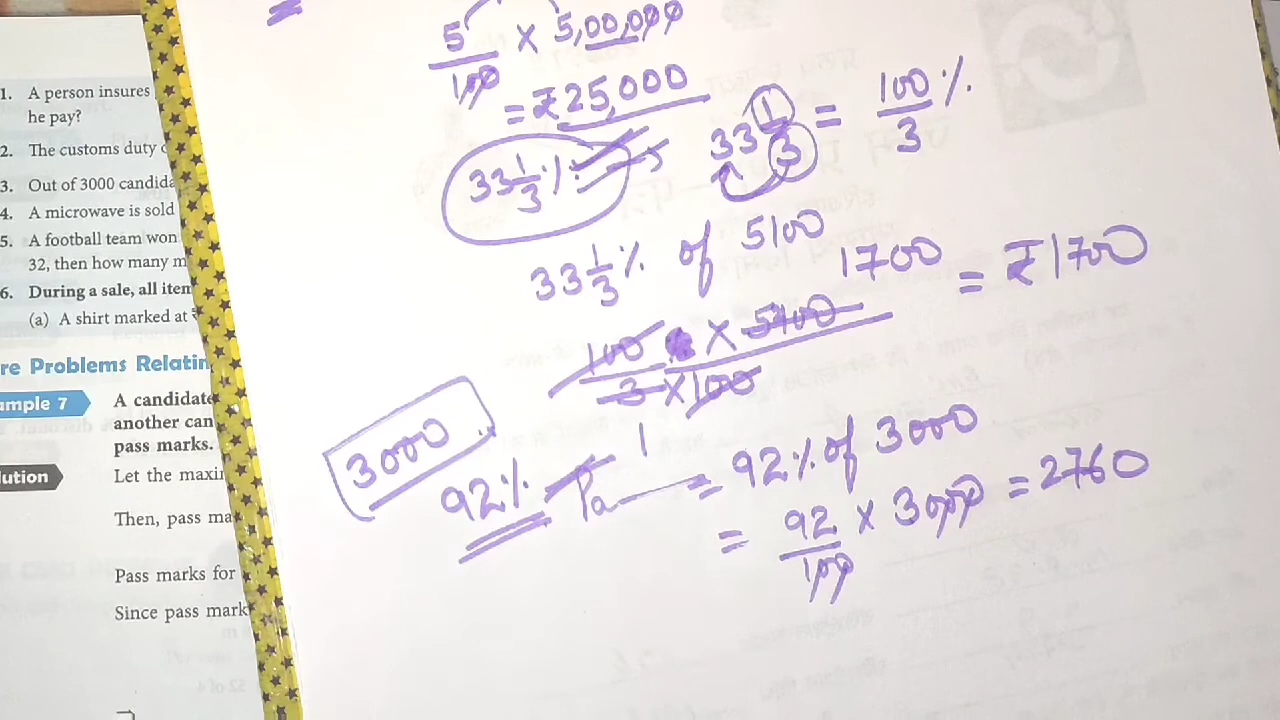 1. A person insures
he pay?
2. The customs duty
3. Out of 3000 candida
4. A microwave is sold
5. A football team won
32, then how many m
6. During a sale, all item
(a) A shirt marked at ₹
re Problems Relatin
ample 7 A candidate
another can
pass marks.
lution Let the maxi
Then, pass ma
Pass marks for
Since pass mark
5/100 × 5,00,000
= ₹25,000
33 1/3 % → 33 1/3 = 100/3 %
33 1/3 % of 5100
1700 = ₹1700
100 × 5100
3 × 100
1
3000
92% Pa = 92% of 3000
= 92/100 × 3000 = 2760